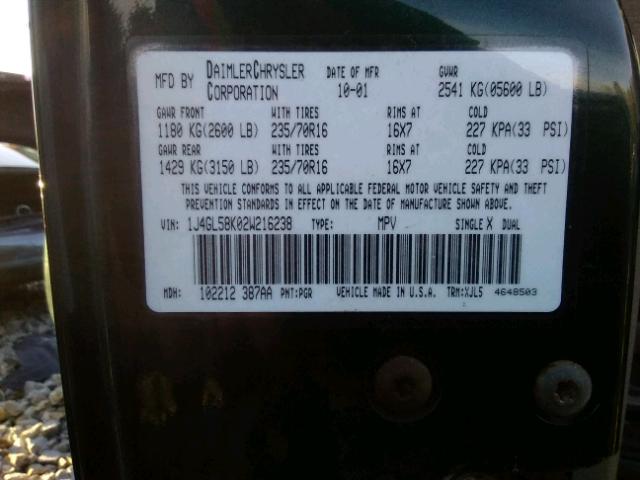 MFD BY DAIMLERCHRYSLER CORPORATION DATE OF MFR 10-01 GVWR 2541 KG(05600 LB)
GAWR FRONT WITH TIRES RIMS AT COLD
1180 KG(2600 LB) 235/70R16 16X7 227 KPA(33 PSI)
GAWR REAR WITH TIRES RIMS AT COLD
1429 KG(3150 LB) 235/70R16 16X7 227 KPA(33 PSI)
THIS VEHICLE CONFORMS TO ALL APPLICABLE FEDERAL MOTOR VEHICLE SAFETY AND THEFT
PREVENTION STANDARDS IN EFFECT ON THE DATE OF MANUFACTURE SHOWN ABOVE.
VIN: 1J4GL58K02W216238 TYPE: MPV SINGLE X DUAL
MDH: 102212 387AA PNT:PGR VEHICLE MADE IN U.S.A. TRM:XJL5 4648503